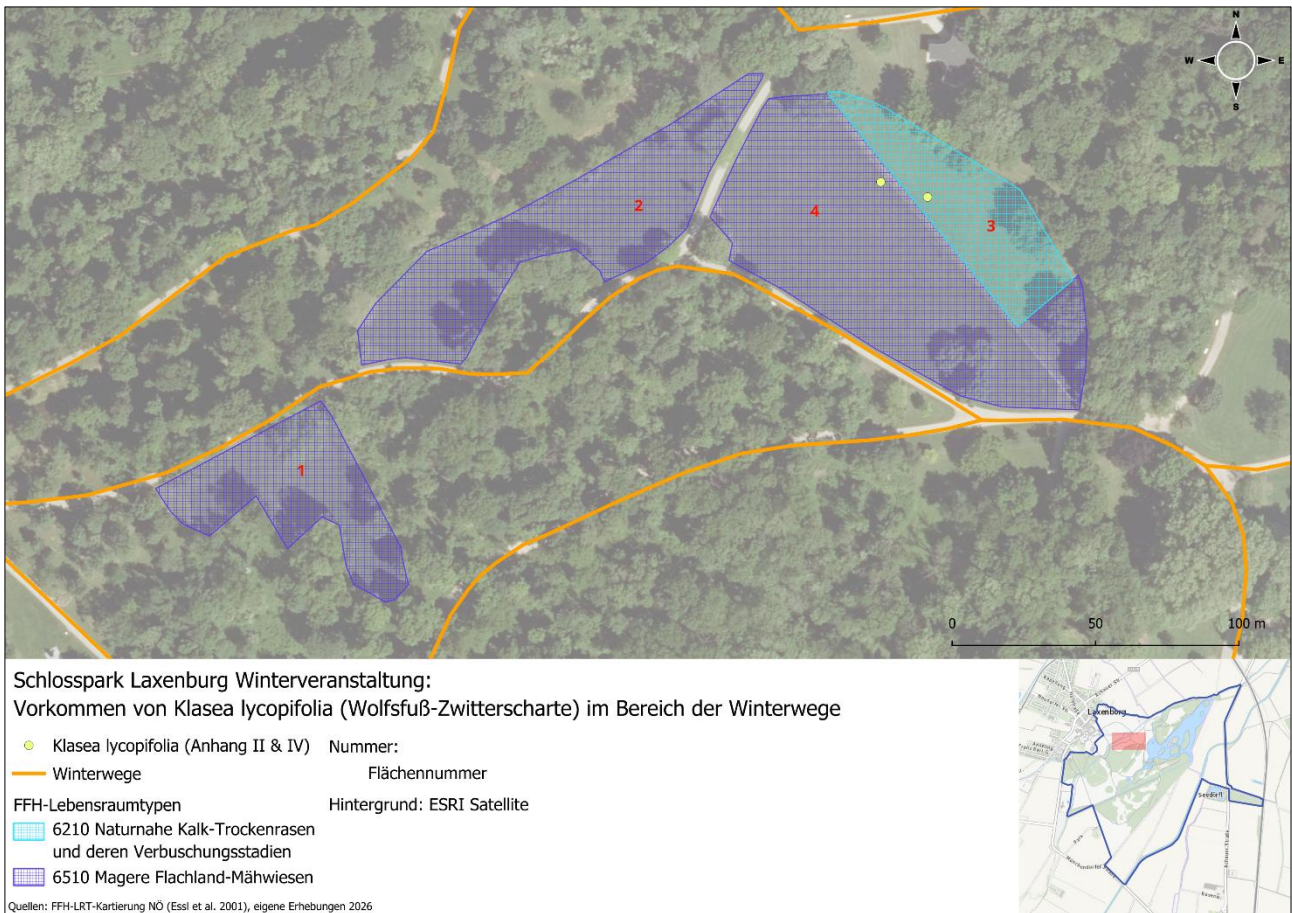 N
W
E
S
2
4
3
1
0
50
100 m
Schlosspark Laxenburg Winterveranstaltung:
Vorkommen von Klasea lycopifolia (Wolfsfuß-Zwitterscharte) im Bereich der Winterwege
Klasea lycopifolia (Anhang II & IV)
Winterwege
FFH-Lebensraumtypen
6210 Naturnahe Kalk-Trockenrasen
und deren Verbuschungsstadien
6510 Magere Flachland-Mähwiesen
Nummer:
Flächennummer
Hintergrund: ESRI Satellite
Laxenburg
Quellen: FFH-LRT-Kartierung NÖ (Essl et al. 2001), eigene Erhebungen 2026